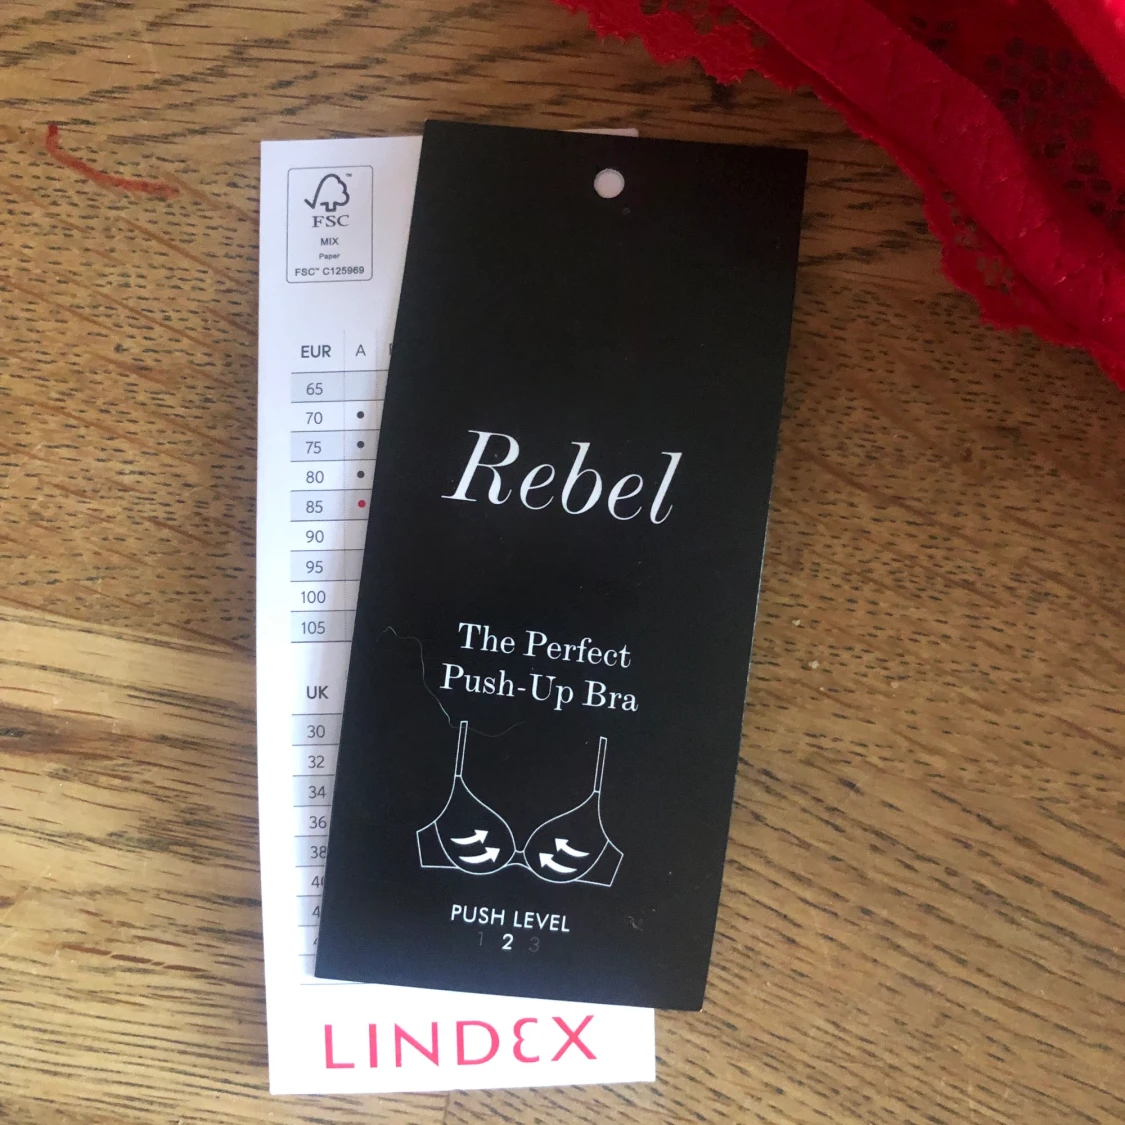 FSC
MIX
Paper
FSC™ C125969
EUR A
65
70
75
80
85
90
95
100
105
UK
30
32
34
36
38
Rebel
The Perfect
Push-Up Bra
PUSH LEVEL
1 2 3
LINDEX